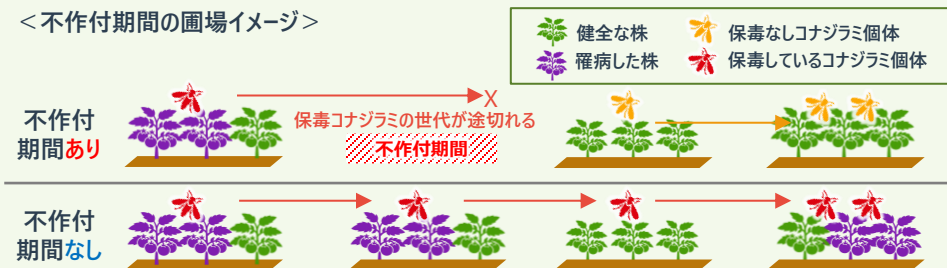 ＜不作付期間の圃場イメージ＞
健全な株
保毒なしコナジラミ個体
罹病した株
保毒しているコナジラミ個体
不作付
期間あり
X
保毒コナジラミの世代が途切れる
不作付期間
不作付
期間なし